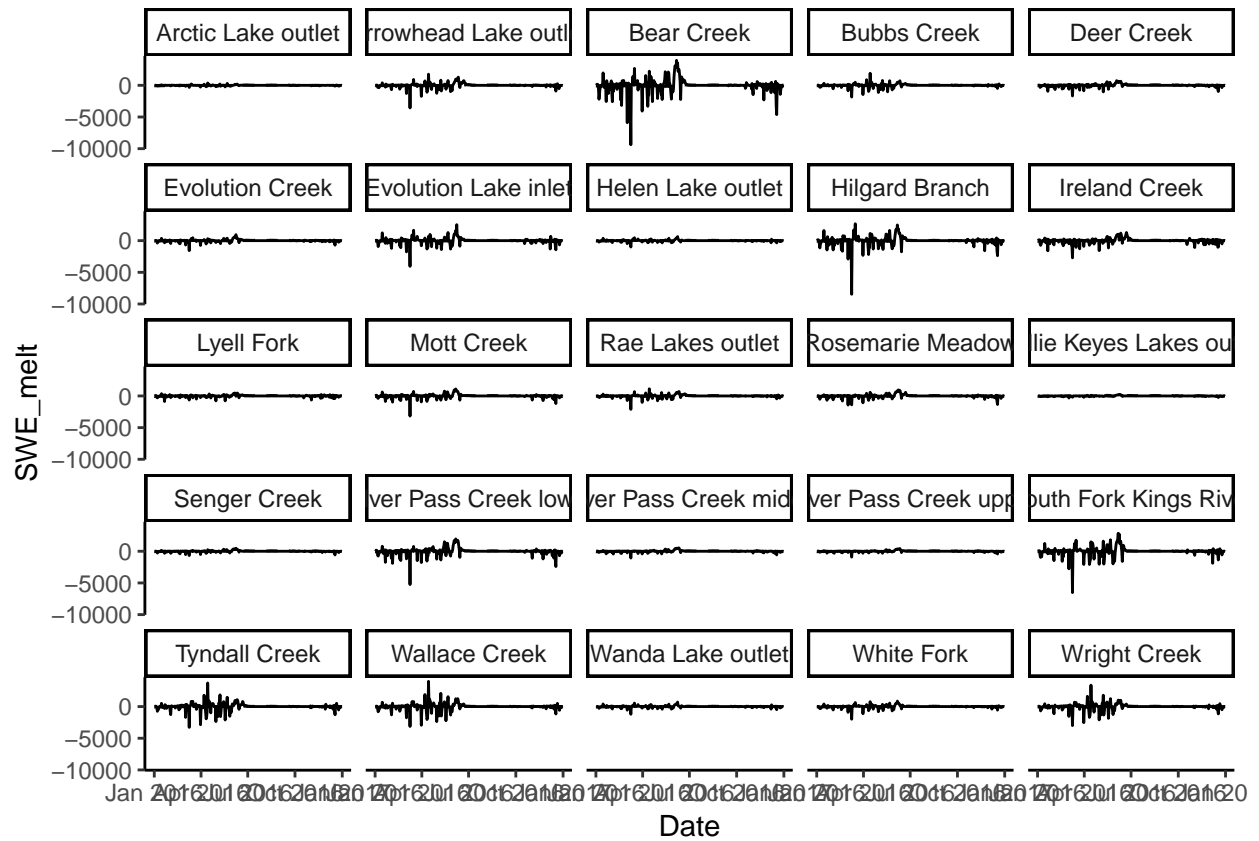 Arctic Lake outlet rrowhead Lake outl Bear Creek Bubbs Creek Deer Creek
0
−5000
−10000
Evolution Creek Evolution Lake inlet Helen Lake outlet Hilgard Branch Ireland Creek
0
−5000
−10000
Lyell Fork Mott Creek Rae Lakes outlet Rosemarie Meadow llie Keyes Lakes ou
0
−5000
−10000
SWE_melt
Senger Creek ver Pass Creek low ver Pass Creek mid ver Pass Creek upp outh Fork Kings Riv
0
−5000
−10000
Tyndall Creek Wallace Creek Wanda Lake outlet White Fork Wright Creek
0
−5000
−10000
Jan 2016
Date